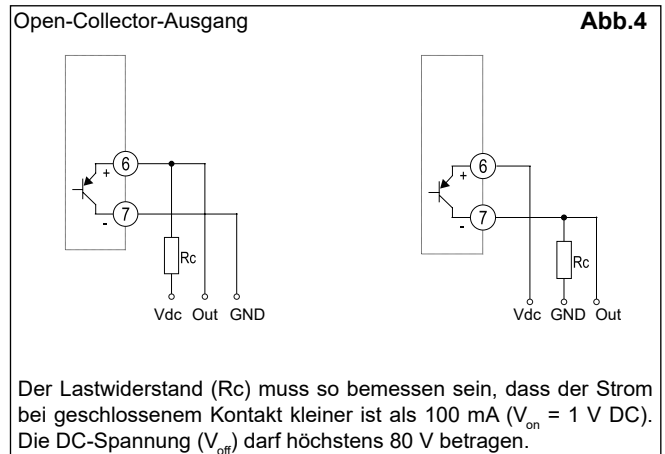 Open-Collector-Ausgang Abb.4
6 6
+ +
7 7
- -
Rc Rc
Vdc Out GND Vdc GND Out
Der Lastwiderstand (Rc) muss so bemessen sein, dass der Strom
bei geschlossenem Kontakt kleiner ist als 100 mA (Von = 1 V DC).
Die DC-Spannung (Voff) darf höchstens 80 V betragen.